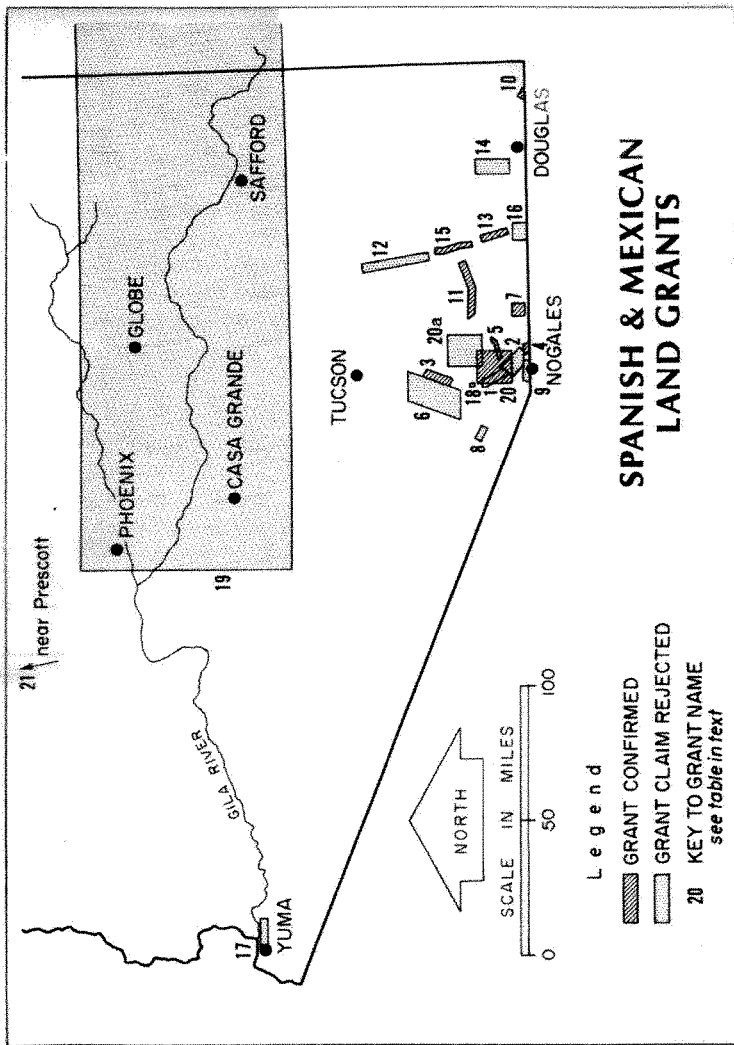 21 near Prescott
PHOENIX
GLOBE
SAFFORD
CASA GRANDE
19
GILA RIVER
17
YUMA
TUCSON
12
20a
3
6
8
18
1
5
2
20
4
9
NOGALES
11
15
13
7
16
14
10
DOUGLAS
NORTH
SCALE IN MILES
0 50 100
Legend
GRANT CONFIRMED
GRANT CLAIM REJECTED
20 KEY TO GRANT NAME
see table in text
SPANISH & MEXICAN
LAND GRANTS